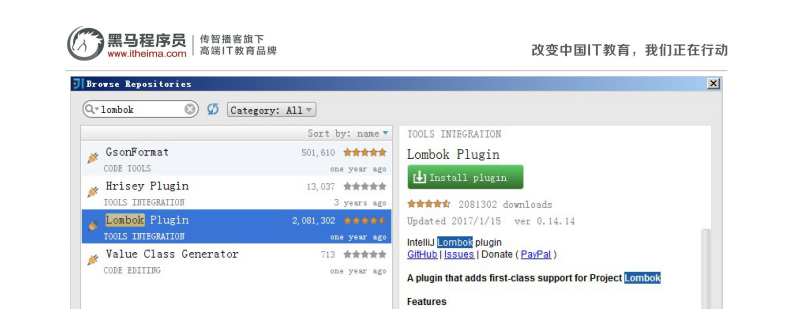 黑马程序员
www.itheima.com
传智播客旗下
高端IT教育品牌
改变中国IT教育，我们正在行动
Browse Repositories
lombok
Category: All
Sort by: name
GsonFormat 501,610
CODE TOOLS one year ago
Hrisey Plugin 13,037
TOOLS INTEGRATION 3 years ago
Lombok Plugin 2,081,302
TOOLS INTEGRATION one year ago
Value Class Generator 713
CODE EDITING one year ago
TOOLS INTEGRATION
Lombok Plugin
Install plugin
2081302 downloads
Updated 2017/1/15 ver 0.14.14
IntelliJ Lombok plugin
GitHub | Issues | Donate ( PayPal )
A plugin that adds first-class support for Project Lombok
Features